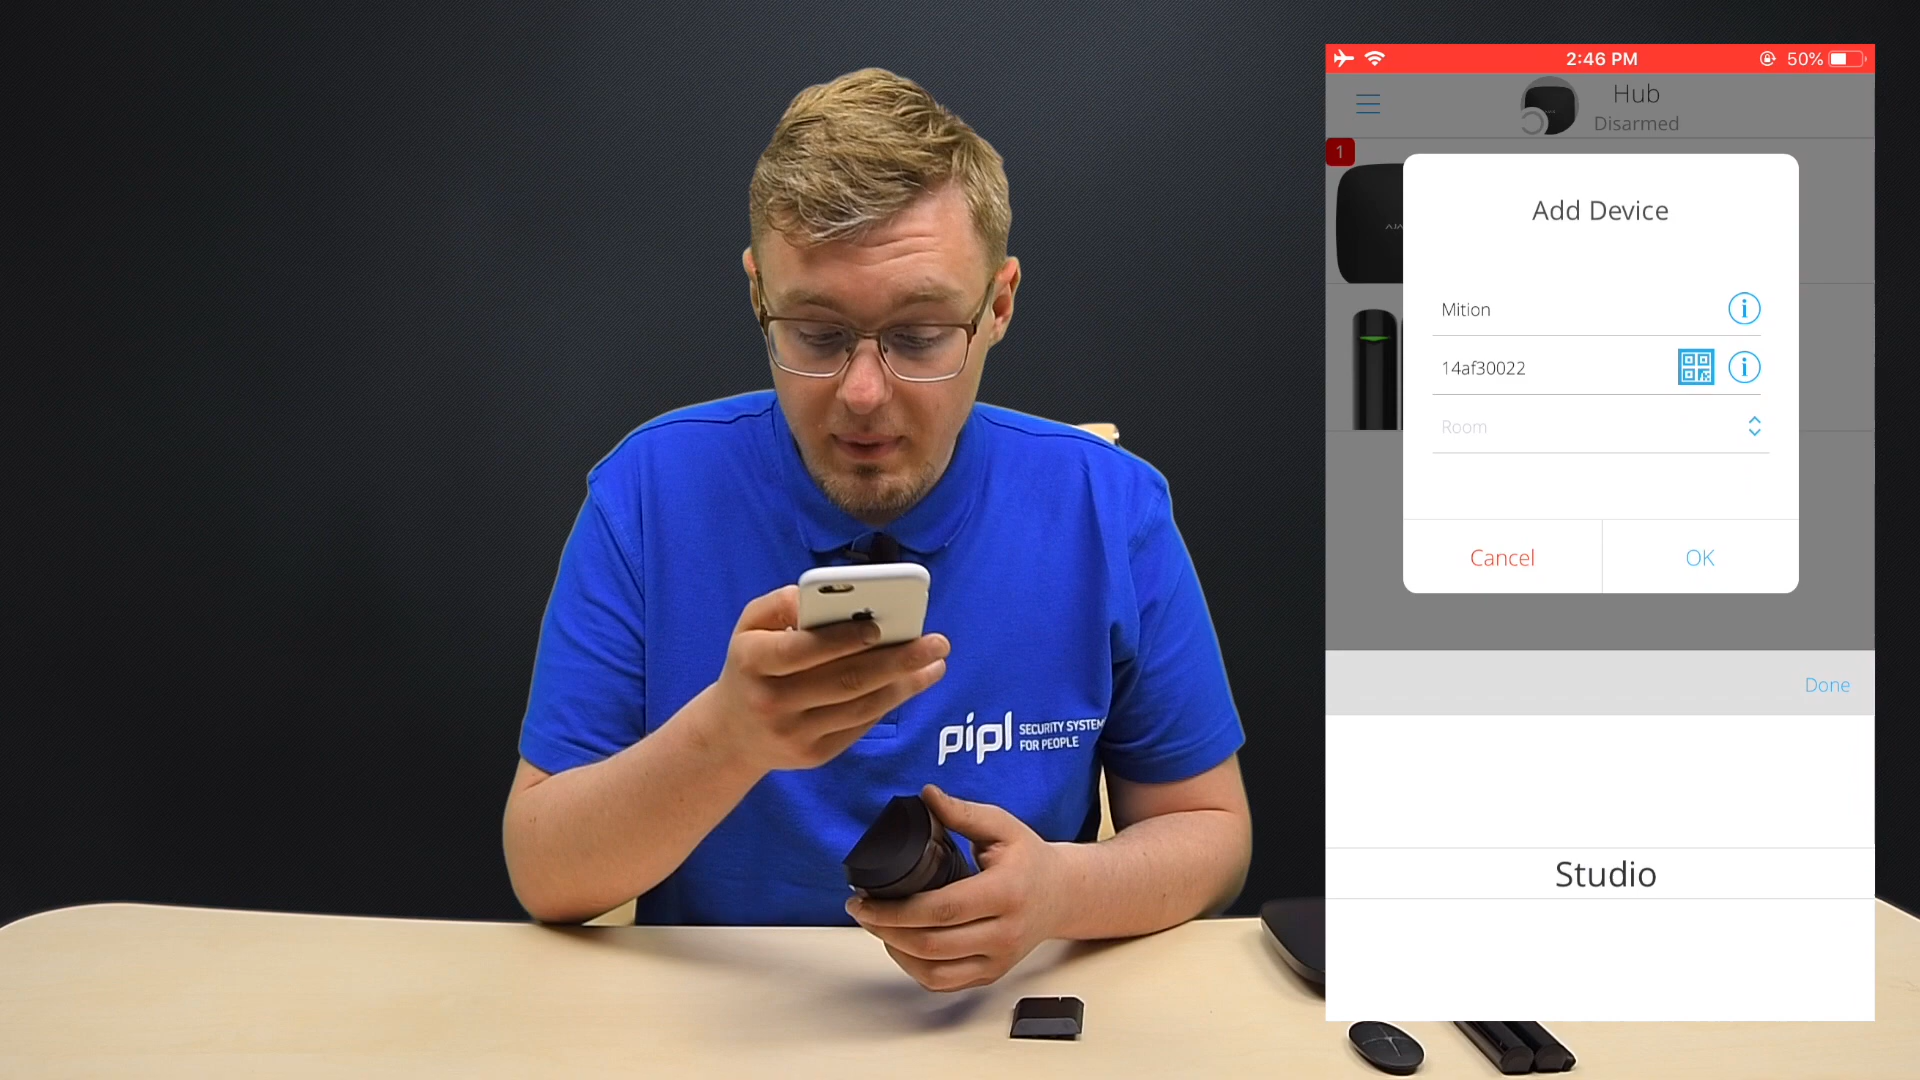 2:46 PM
50%
Hub
Disarmed
1
AJA
Add Device
Mition
14af30022
Room
Cancel
OK
Done
Studio
pipl SECURITY SYSTEM
FOR PEOPLE